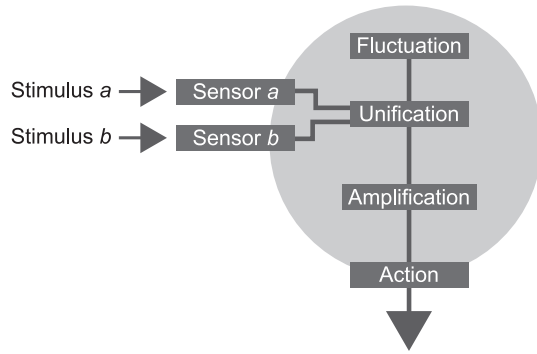 Fluctuation
Stimulus a
Sensor a
Unification
Stimulus b
Sensor b
Amplification
Action